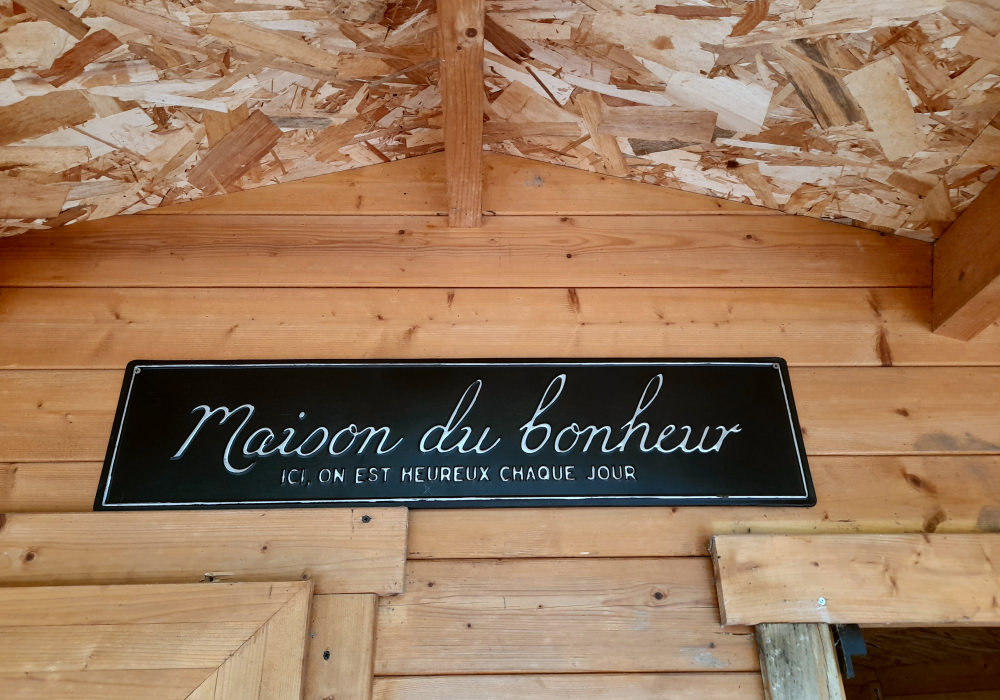 Maison du bonheur
ICI, ON EST HEUREUX CHAQUE JOUR